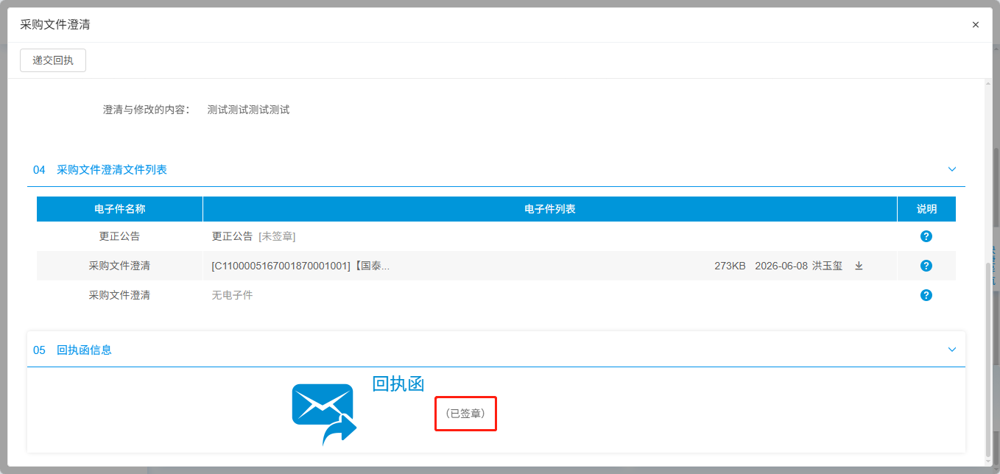 采购文件澄清
×
递交回执
澄清与修改的内容： 测试测试测试测试
04 采购文件澄清文件列表
电子件名称 电子件列表 说明
更正公告 更正公告 [未签章] ?
采购文件澄清 [C1100005167001870001001]【国泰... 273KB 2026-06-08 洪玉玺 ?
采购文件澄清 无电子件 ?
05 回执函信息
回执函
（已签章）